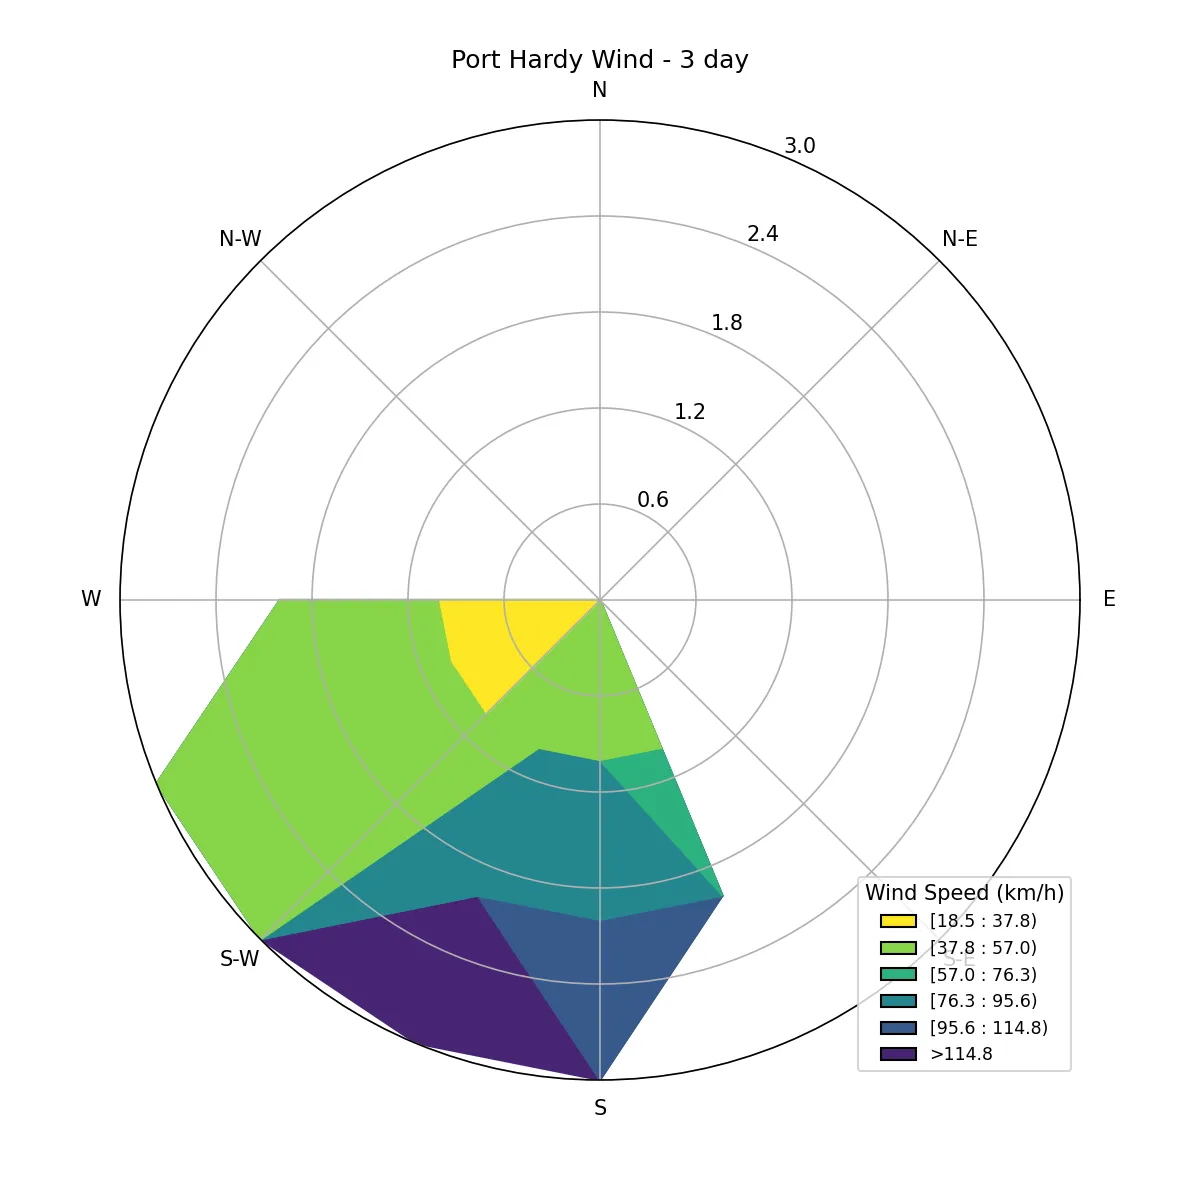 Port Hardy Wind - 3 day
N
3.0
N-W
2.4
N-E
1.8
1.2
0.6
W
E
Wind Speed (km/h)
[18.5 : 37.8)
[37.8 : 57.0)
S-W
S-E
[57.0 : 76.3)
[76.3 : 95.6)
[95.6 : 114.8)
>114.8
S